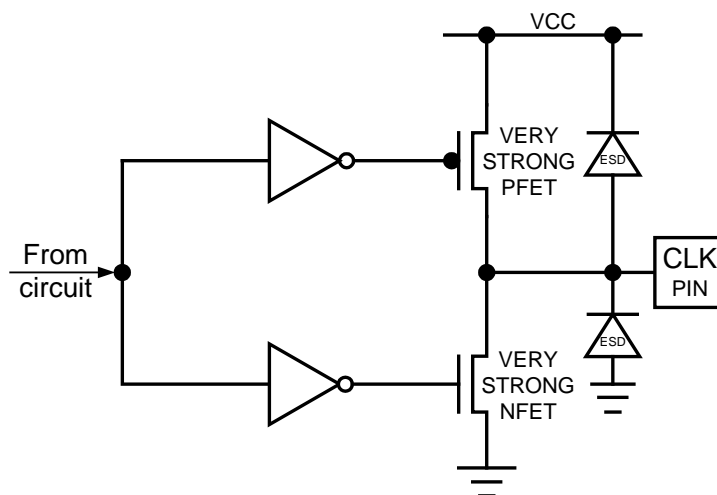 VCC
VERY
STRONG
PFET
ESD
From
circuit
CLK
PIN
ESD
VERY
STRONG
NFET